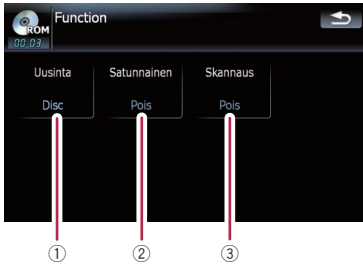 Function
ROM
00:03
Uusinta Satunnainen Skannaus
Disc Pois Pois
① ② ③